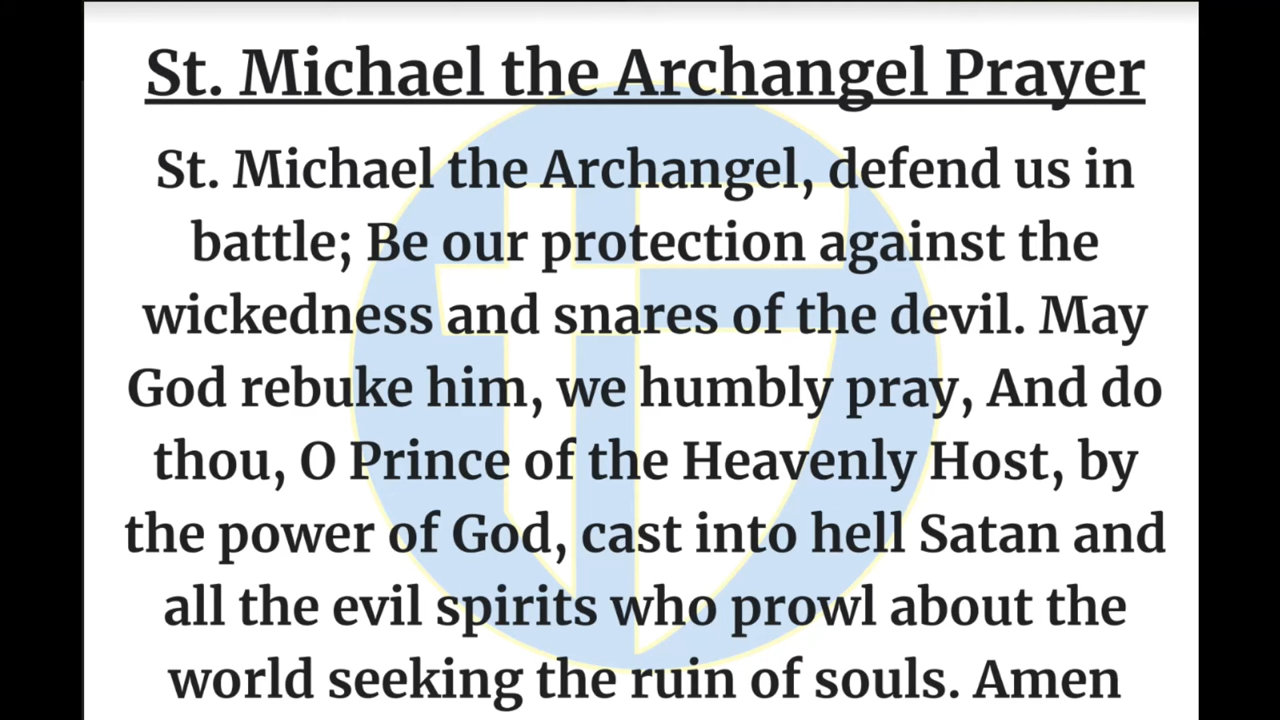 St. Michael the Archangel Prayer
St. Michael the Archangel, defend us in
battle; Be our protection against the
wickedness and snares of the devil. May
God rebuke him, we humbly pray, And do
thou, O Prince of the Heavenly Host, by
the power of God, cast into hell Satan and
all the evil spirits who prowl about the
world seeking the ruin of souls. Amen